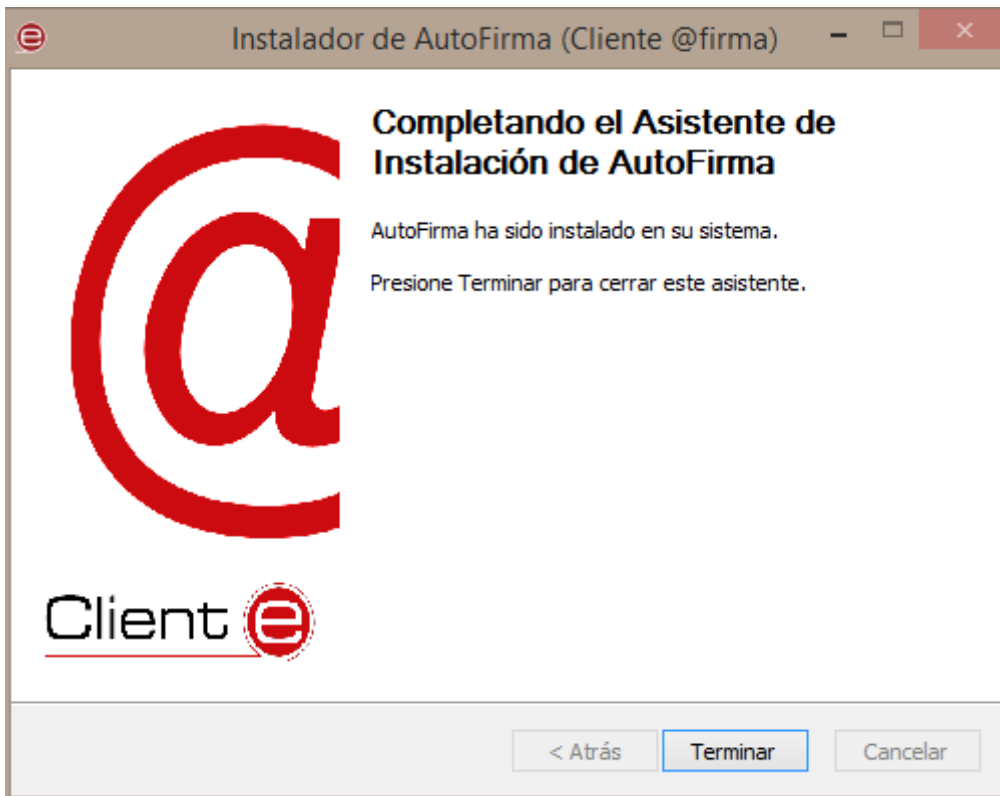 Instalador de AutoFirma (Cliente @firma)
Completando el Asistente de
Instalación de AutoFirma
AutoFirma ha sido instalado en su sistema.
Presione Terminar para cerrar este asistente.
@
Client e
< Atrás
Terminar
Cancelar